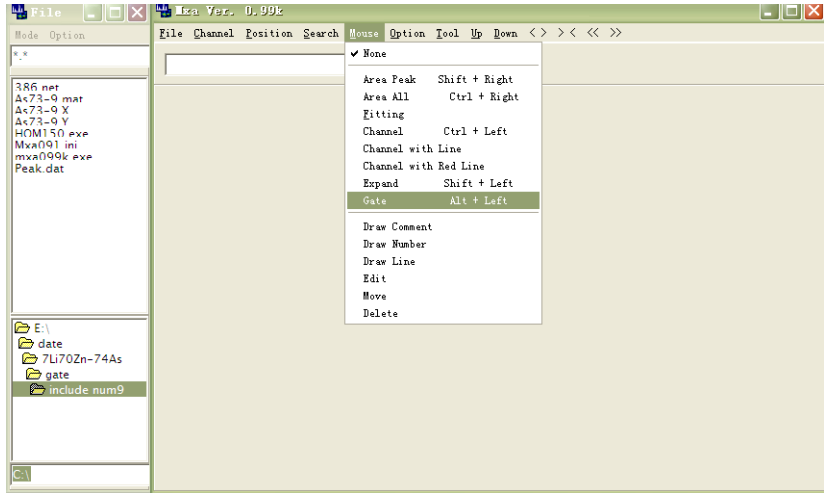 File
Mode Option
*.*
386 net
As73-9 mat
As73-9 X
As73-9 Y
HOM150 exe
Mxa091 ini
mxa099k exe
Peak.dat
E:\
date
7Li70Zn-74As
gate
include num9
C:\
Mxa Ver. 0.99k
File Channel Position Search Mouse Option Tool Up Down < > > < << >>
✔ None
Area Peak Shift + Right
Area All Ctrl + Right
Fitting
Channel Ctrl + Left
Channel with Line
Channel with Red Line
Expand Shift + Left
Gate Alt + Left
Draw Comment
Draw Number
Draw Line
Edit
Move
Delete